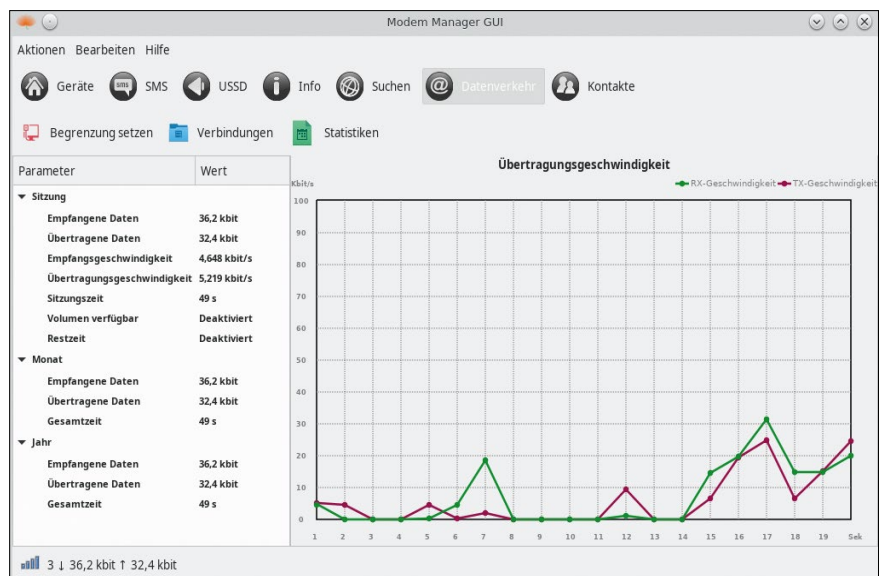 Modem Manager GUI
Aktionen Bearbeiten Hilfe
Geräte SMS USSD Info Suchen Datenverkehr Kontakte
Begrenzung setzen Verbindungen Statistiken
Parameter Wert
Sitzung
Empfangene Daten 36,2 kbit
Übertragene Daten 32,4 kbit
Empfangsgeschwindigkeit 4,648 kbit/s
Übertragungsgeschwindigkeit 5,219 kbit/s
Sitzungszeit 49 s
Volumen verfügbar Deaktiviert
Restzeit Deaktiviert
Monat
Empfangene Daten 36,2 kbit
Übertragene Daten 32,4 kbit
Gesamtzeit 49 s
Jahr
Empfangene Daten 36,2 kbit
Übertragene Daten 32,4 kbit
Gesamtzeit 49 s
Übertragungsgeschwindigkeit
Kbit/s
RX-Geschwindigkeit TX-Geschwindigkeit
100
90
80
70
60
50
40
30
20
10
0
1 2 3 4 5 6 7 8 9 10 11 12 13 14 15 16 17 18 19 Sek
3 ↓ 36,2 kbit ↑ 32,4 kbit